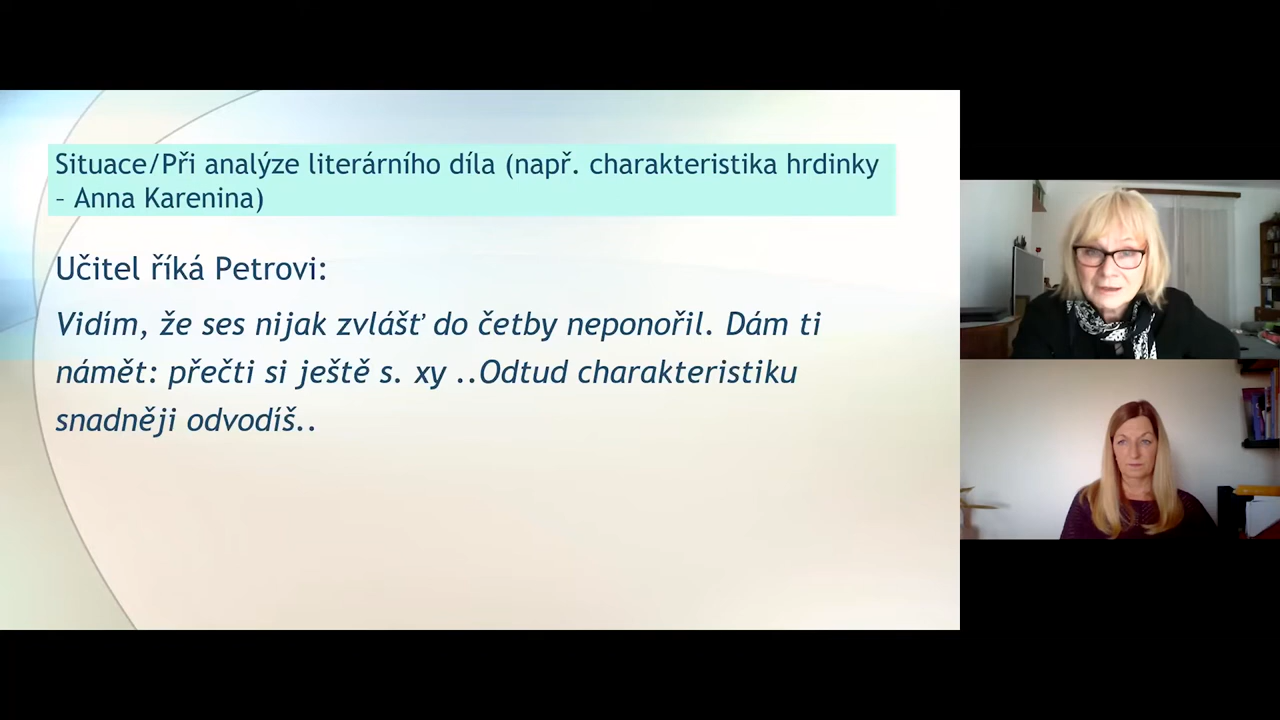 Situace/Při analýze literárního díla (např. charakteristika hrdinky
– Anna Karenina)
Učitel říká Petrovi:
Vidím, že ses nijak zvlášť do četby neponořil. Dám ti
námět: přečti si ještě s. xy ..Odtud charakteristiku
snadněji odvodíš..